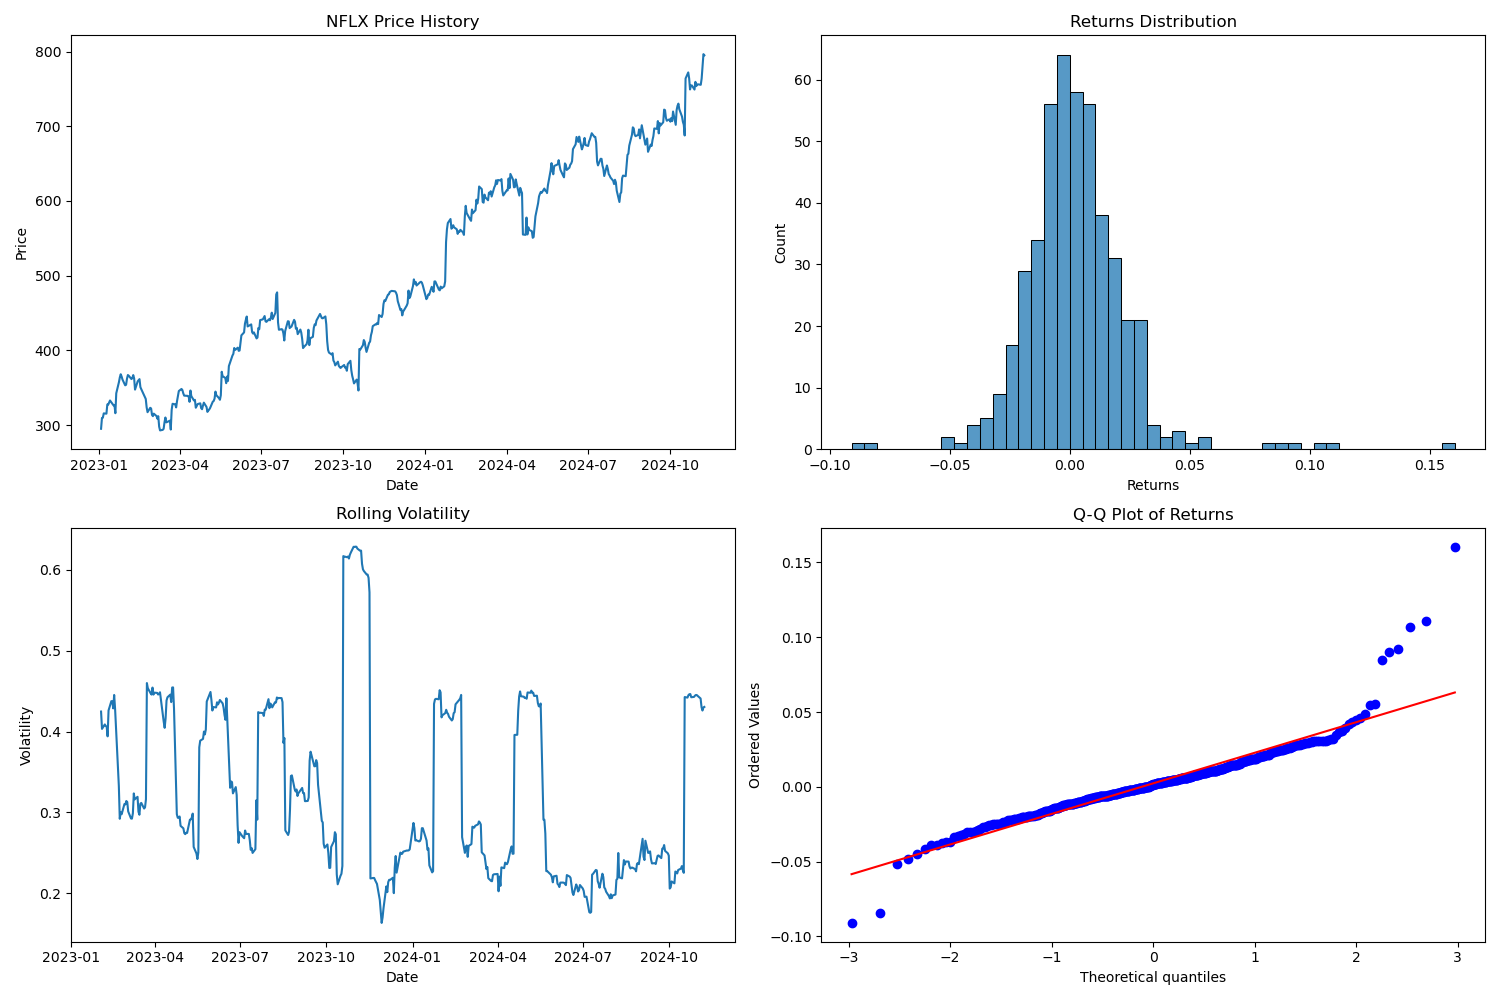 NFLX Price History
Price
800
700
600
500
400
300
2023-01 2023-04 2023-07 2023-10 2024-01 2024-04 2024-07 2024-10
Date
Returns Distribution
Count
60
50
40
30
20
10
0
−0.10 −0.05 0.00 0.05 0.10 0.15
Returns
Rolling Volatility
Volatility
0.6
0.5
0.4
0.3
0.2
2023-01 2023-04 2023-07 2023-10 2024-01 2024-04 2024-07 2024-10
Date
Q-Q Plot of Returns
Ordered Values
0.15
0.10
0.05
0.00
−0.05
−0.10
−3 −2 −1 0 1 2 3
Theoretical quantiles